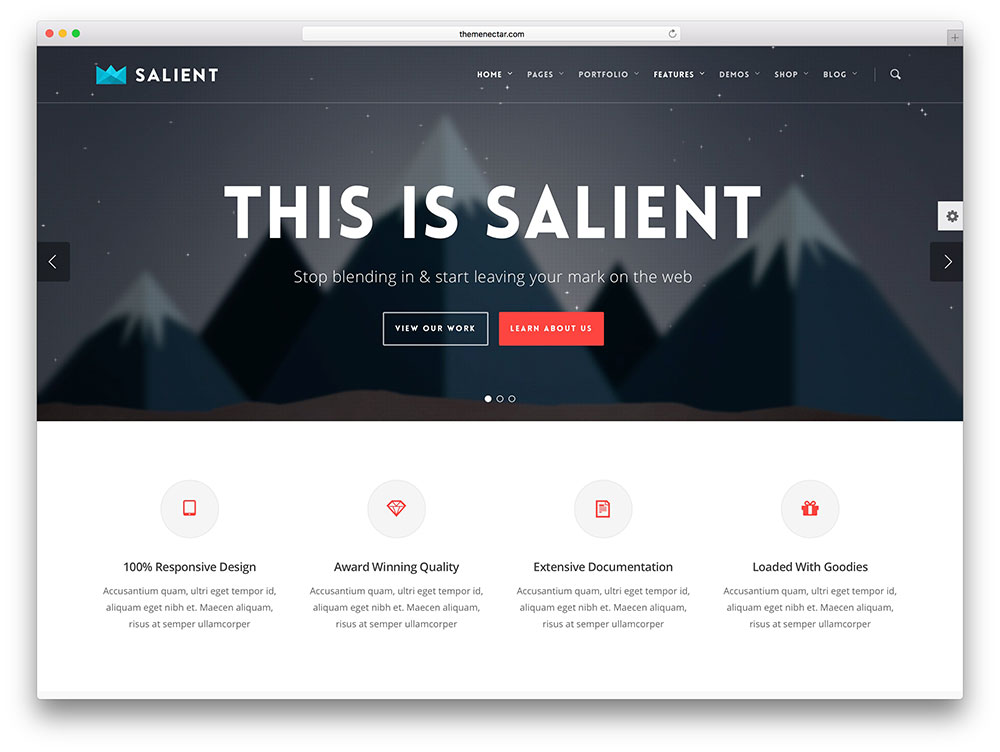 themenectar.com
SALIENT
HOME PAGES PORTFOLIO FEATURES DEMOS SHOP BLOG
THIS IS SALIENT
Stop blending in & start leaving your mark on the web
VIEW OUR WORK LEARN ABOUT US
100% Responsive Design
Accusantium quam, ultri eget tempor id,
aliquam eget nibh et. Maecen aliquam,
risus at semper ullamcorper
Award Winning Quality
Accusantium quam, ultri eget tempor id,
aliquam eget nibh et. Maecen aliquam,
risus at semper ullamcorper
Extensive Documentation
Accusantium quam, ultri eget tempor id,
aliquam eget nibh et. Maecen aliquam,
risus at semper ullamcorper
Loaded With Goodies
Accusantium quam, ultri eget tempor id,
aliquam eget nibh et. Maecen aliquam,
risus at semper ullamcorper